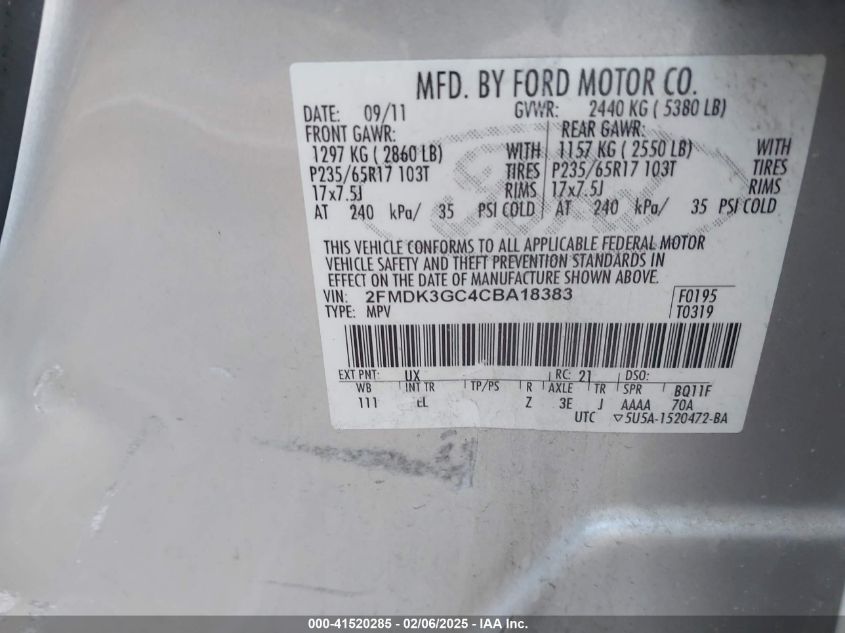 MFD. BY FORD MOTOR CO.
DATE: 09/11 GVWR: 2440 KG ( 5380 LB)
FRONT GAWR: REAR GAWR:
1297 KG ( 2860 LB) WITH 1157 KG ( 2550 LB) WITH
P235/65R17 103T TIRES P235/65R17 103T TIRES
17x7.5J RIMS 17x7.5J RIMS
AT 240 kPa/ 35 PSI COLD AT 240 kPa/ 35 PSI COLD
THIS VEHICLE CONFORMS TO ALL APPLICABLE FEDERAL MOTOR
VEHICLE SAFETY AND THEFT PREVENTION STANDARDS IN
EFFECT ON THE DATE OF MANUFACTURE SHOWN ABOVE.
VIN: 2FMDK3GC4CBA18383 F0195
TYPE: MPV T0319
EXT PNT: UX RC: 21 DSO:
WB INT TR TP/PS R AXLE TR SPR BQ11F
111 EL Z 3E J AAAA 70A
UTC ▽5U5A-1520472-BA
000-41520285 - 02/06/2025 - IAA Inc.